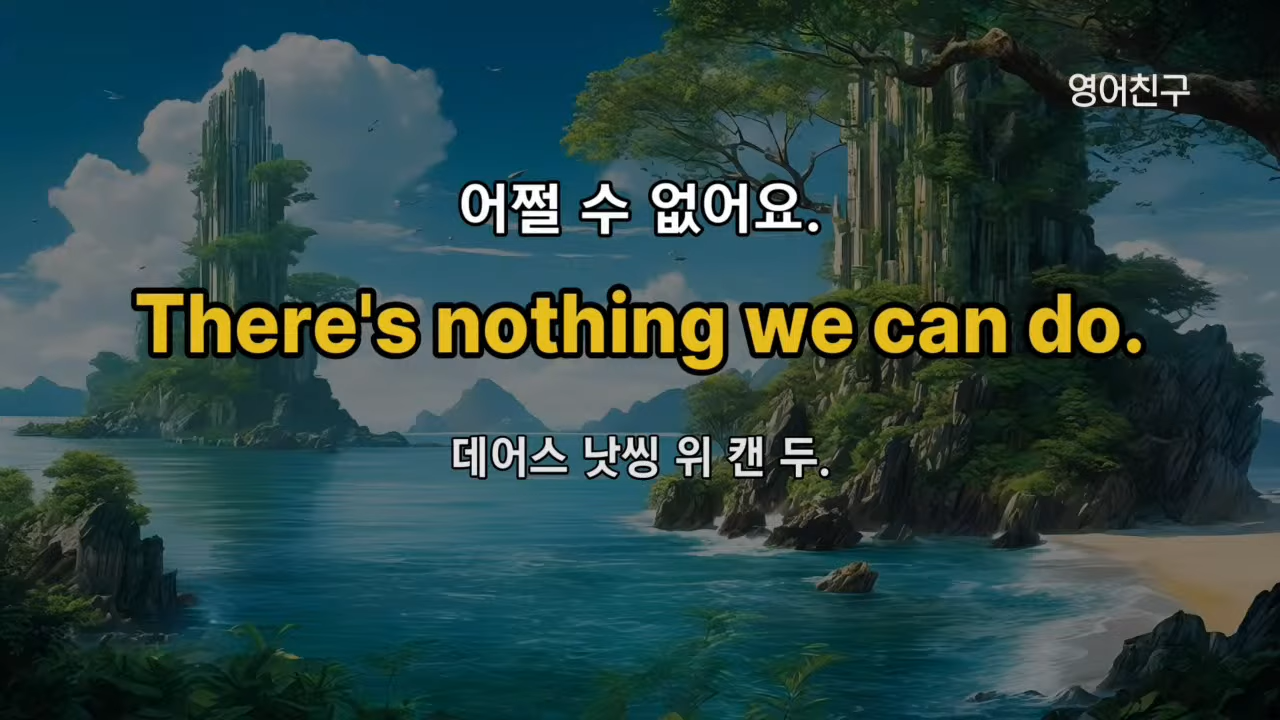 영어친구
어쩔 수 없어요.
There's nothing we can do.
데어스 낫씽 위 캔 두.